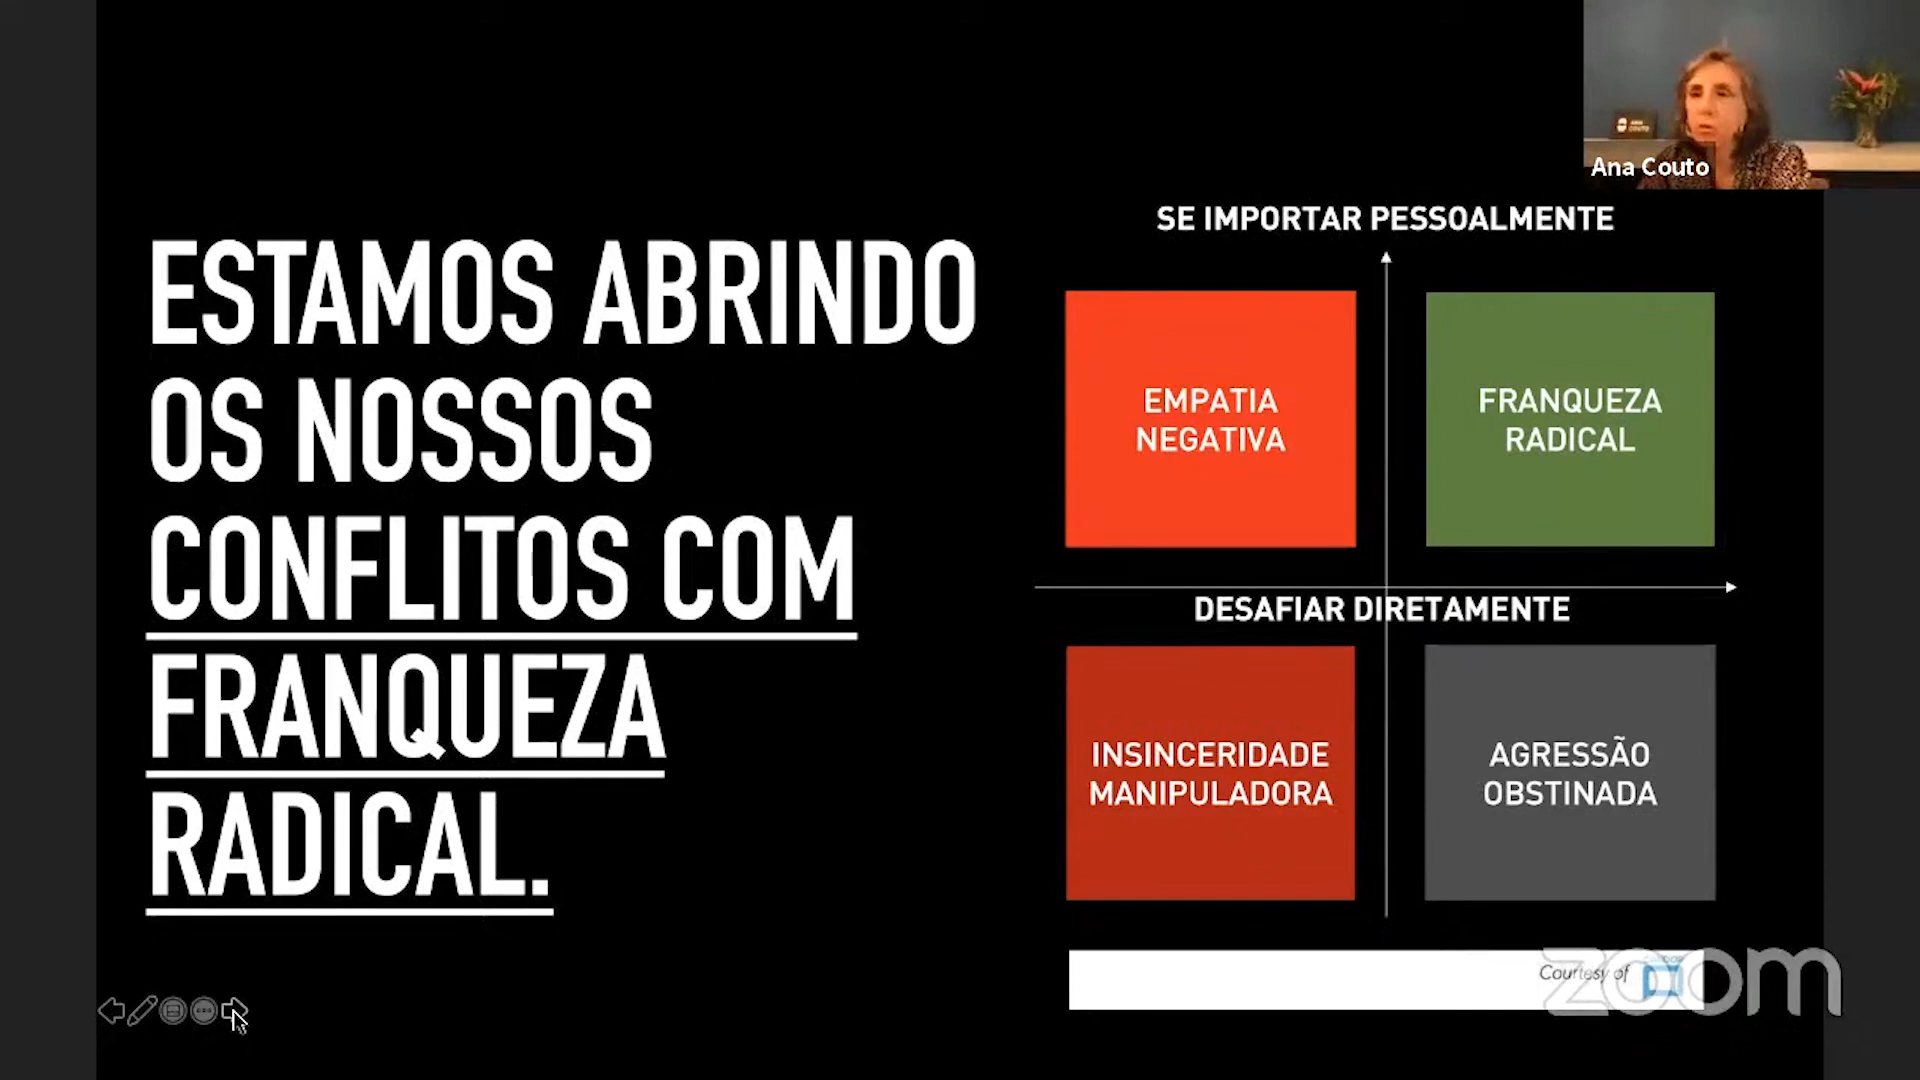 Ana Couto
ESTAMOS ABRINDO
OS NOSSOS
CONFLITOS COM
FRANQUEZA
RADICAL.
SE IMPORTAR PESSOALMENTE
EMPATIA
NEGATIVA
FRANQUEZA
RADICAL
DESAFIAR DIRETAMENTE
INSINCERIDADE
MANIPULADORA
AGRESSÃO
OBSTINADA
Courtesy of
zoom